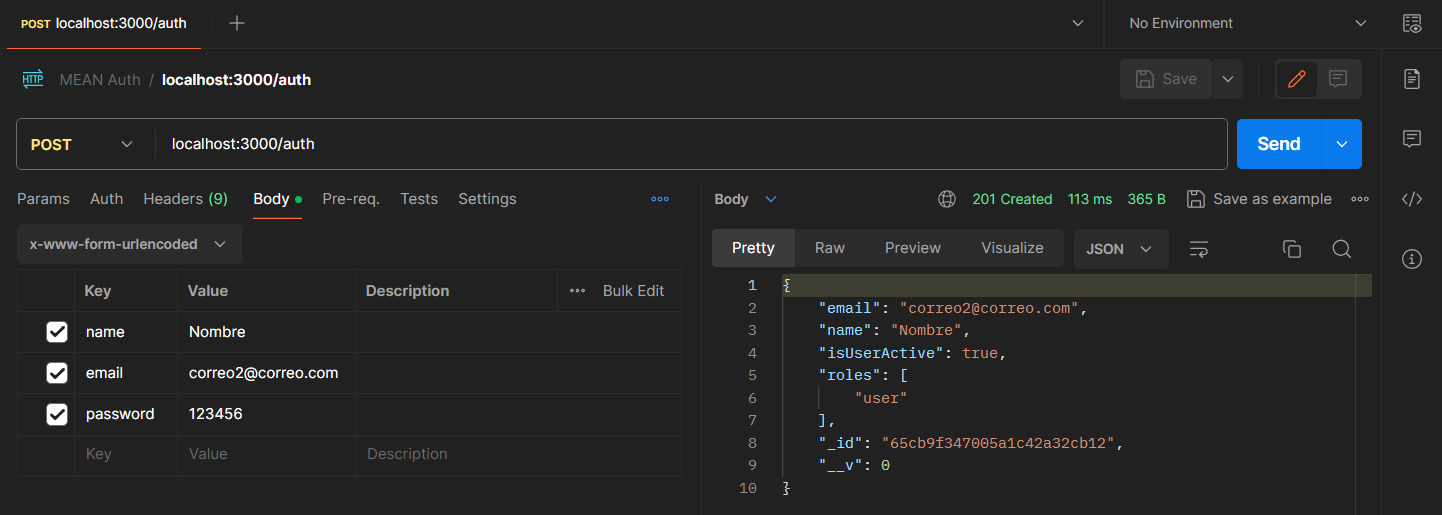 POST localhost:3000/auth
No Environment
HTTP MEAN Auth / localhost:3000/auth
Save
POST localhost:3000/auth
Send
Params Auth Headers (9) Body Pre-req. Tests Settings
Body 201 Created 113 ms 365 B Save as example
x-www-form-urlencoded
Pretty Raw Preview Visualize JSON
Key Value Description Bulk Edit
name Nombre
email correo2@correo.com
password 123456
Key Value Description
1 {
2 "email": "correo2@correo.com",
3 "name": "Nombre",
4 "isUserActive": true,
5 "roles": [
6 "user"
7 ],
8 "_id": "65cb9f347005a1c42a32cb12",
9 "__v": 0
10 }